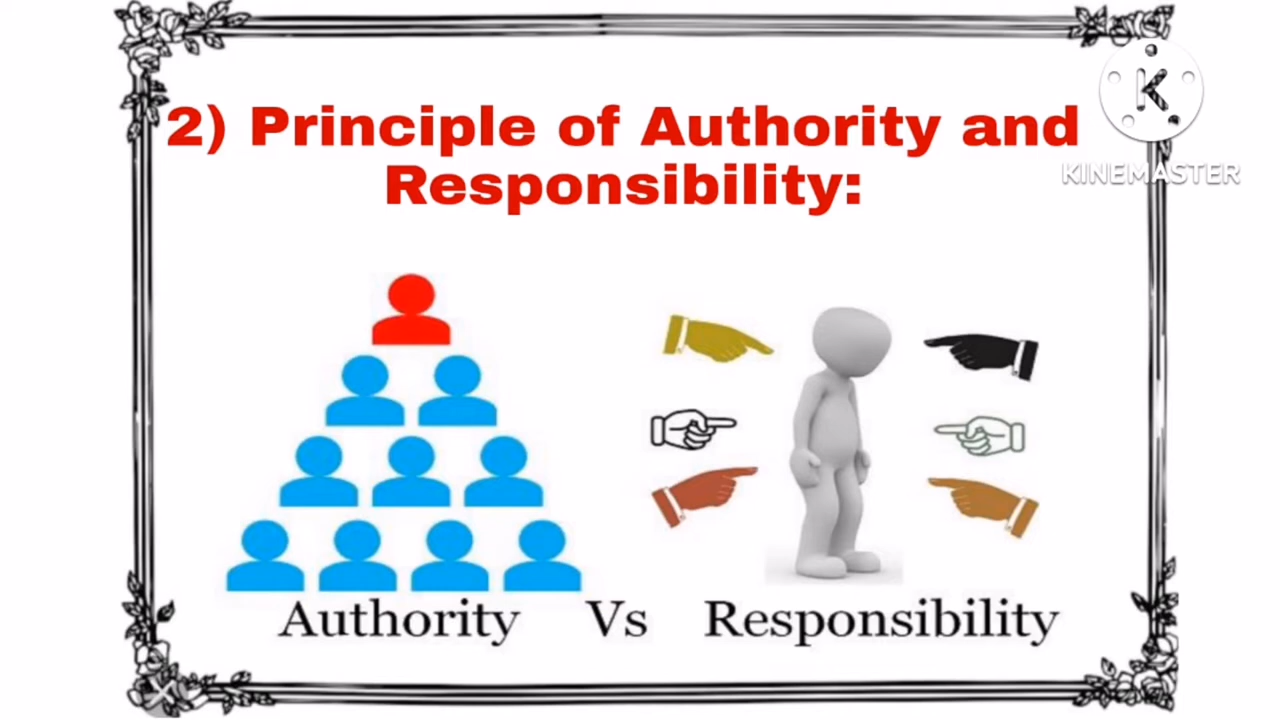 2) Principle of Authority and
Responsibility:
K
KINEMASTER
Authority Vs Responsibility